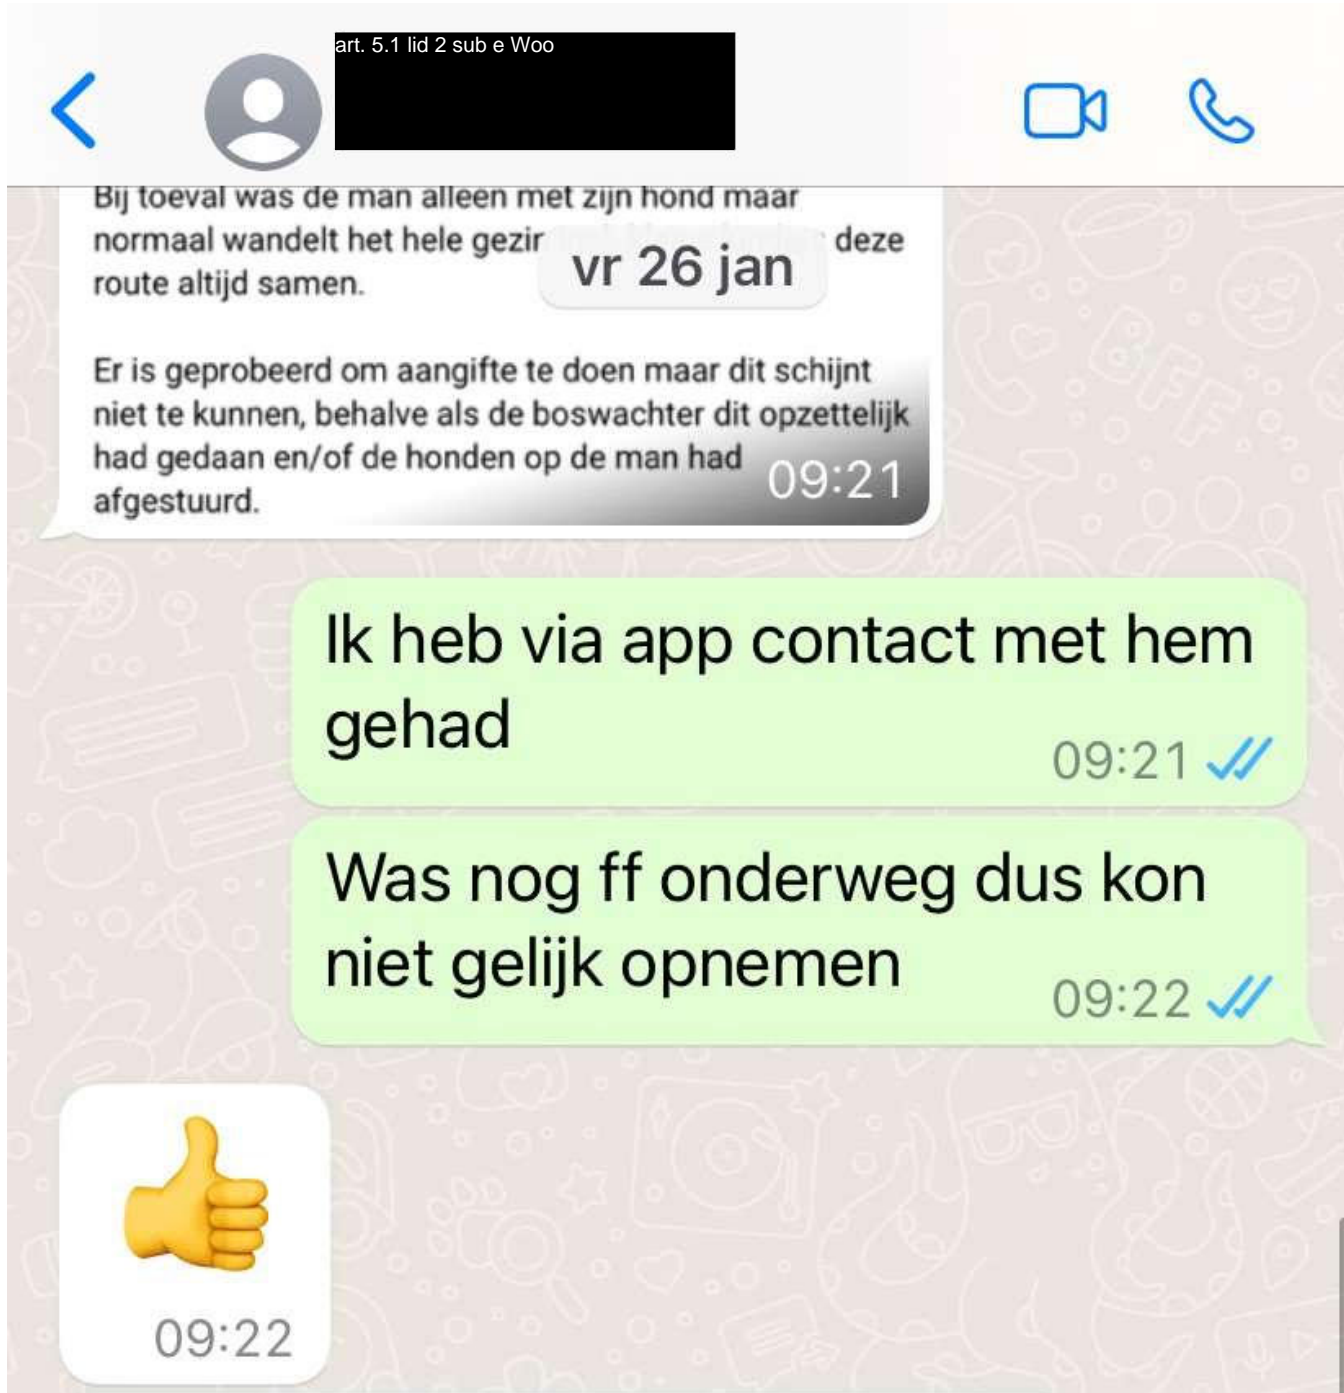 art. 5.1 lid 2 sub e Woo
Bij toeval was de man alleen met zijn hond maar
normaal wandelt het hele gezin deze
vr 26 jan
route altijd samen.
Er is geprobeerd om aangifte te doen maar dit schijnt
niet te kunnen, behalve als de boswachter dit opzettelijk
had gedaan en/of de honden op de man had
afgestuurd.
09:21
Ik heb via app contact met hem
gehad
09:21
Was nog ff onderweg dus kon
niet gelijk opnemen
09:22
09:22